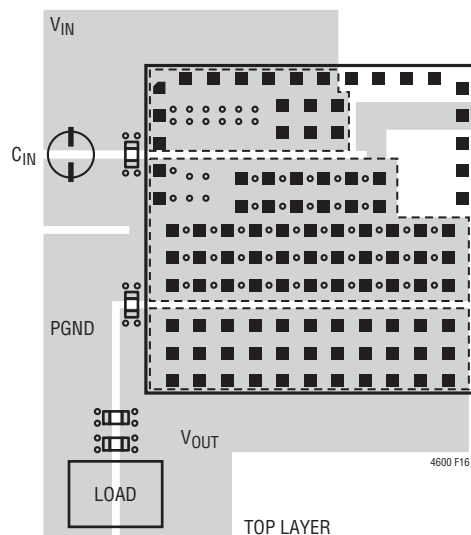 V_IN
C_IN
PGND
V_OUT
4600 F16
LOAD
TOP LAYER